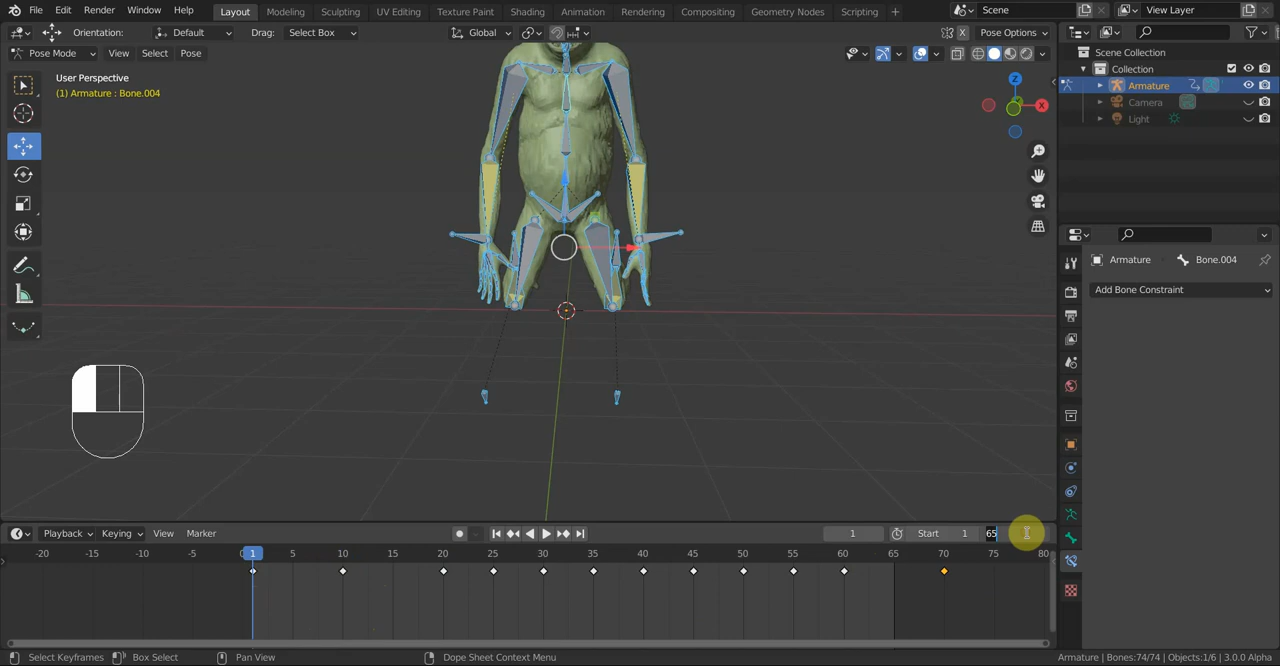 File Edit Render Window Help Layout Modeling Sculpting UV Editing Texture Paint Shading Animation Rendering Compositing Geometry Nodes Scripting + Scene View Layer
Orientation: Default Drag: Select Box Global Pose Options
Pose Mode View Select Pose
User Perspective
(1) Armature : Bone.004
Z
X
Scene Collection
Collection
Armature
Camera
Light
Armature Bone.004
Add Bone Constraint
Playback Keying View Marker 1 Start 1 65
-20 -10 0 1 5 10 15 20 25 30 35 40 45 50 55 60 65 70 75 80
Select Keyframes Box Select Pan View Dope Sheet Context Menu Armature | Bones:74/74 | Objects:1/6 | 3.0.0 Alpha